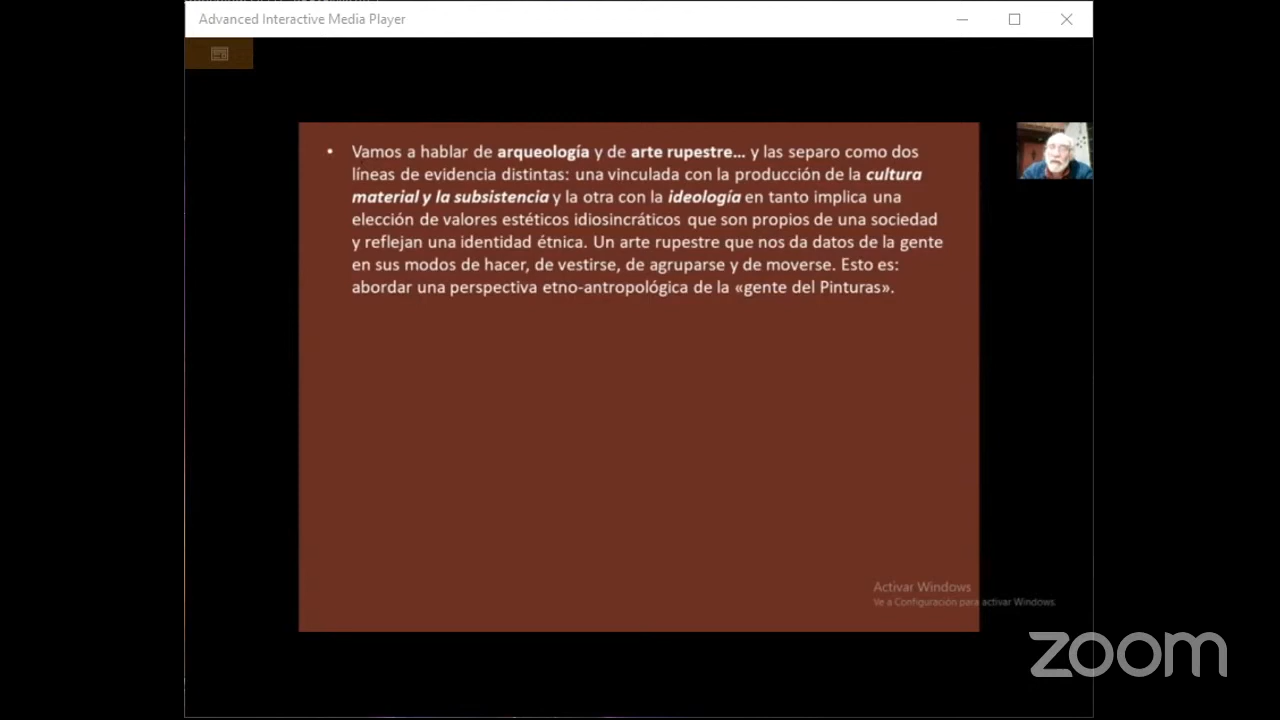 Advanced Interactive Media Player
• Vamos a hablar de arqueología y de arte rupestre... y las separo como dos
líneas de evidencia distintas: una vinculada con la producción de la cultura
material y la subsistencia y la otra con la ideología en tanto implica una
elección de valores estéticos idiosincráticos que son propios de una sociedad
y reflejan una identidad étnica. Un arte rupestre que nos da datos de la gente
en sus modos de hacer, de vestirse, de agruparse y de moverse. Esto es:
abordar una perspectiva etno-antropológica de la «gente del Pinturas».
Activar Windows
Ve a Configuración para activar Windows.
zoom